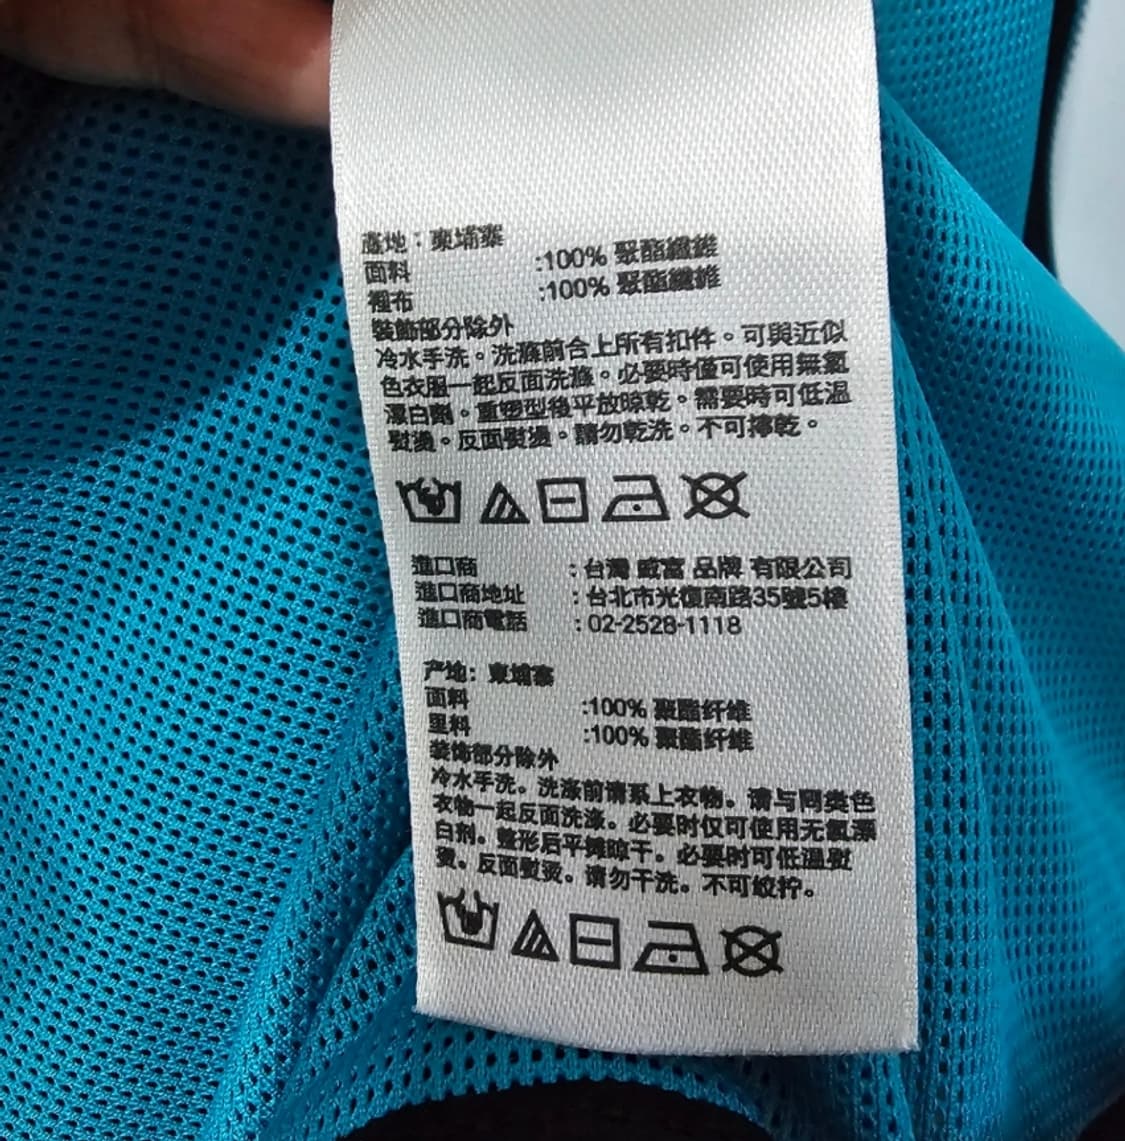 產地：柬埔寨
面料 :100% 聚酯纖維
裡布 :100% 聚酯纖維
裝飾部分除外
冷水手洗。洗滌前合上所有扣件。可與近似
色衣服一起反面洗滌。必要時僅可使用無氯
漂白劑。重塑型後平放晾乾。需要時可低温
熨燙。反面熨燙。請勿乾洗。不可擰乾。
進口商 : 台灣 威富 品牌 有限公司
進口商地址 : 台北市光復南路35號5樓
進口商電話 : 02-2528-1118
产地: 柬埔寨
面料 :100% 聚酯纤维
里料 :100% 聚酯纤维
装饰部分除外
冷水手洗。洗涤前请系上衣物。请与同类色
衣物一起反面洗涤。必要时仅可使用无氯漂
白剂。整形后平摊晾干。必要时可低温熨
烫。反面熨烫。请勿干洗。不可绞拧。